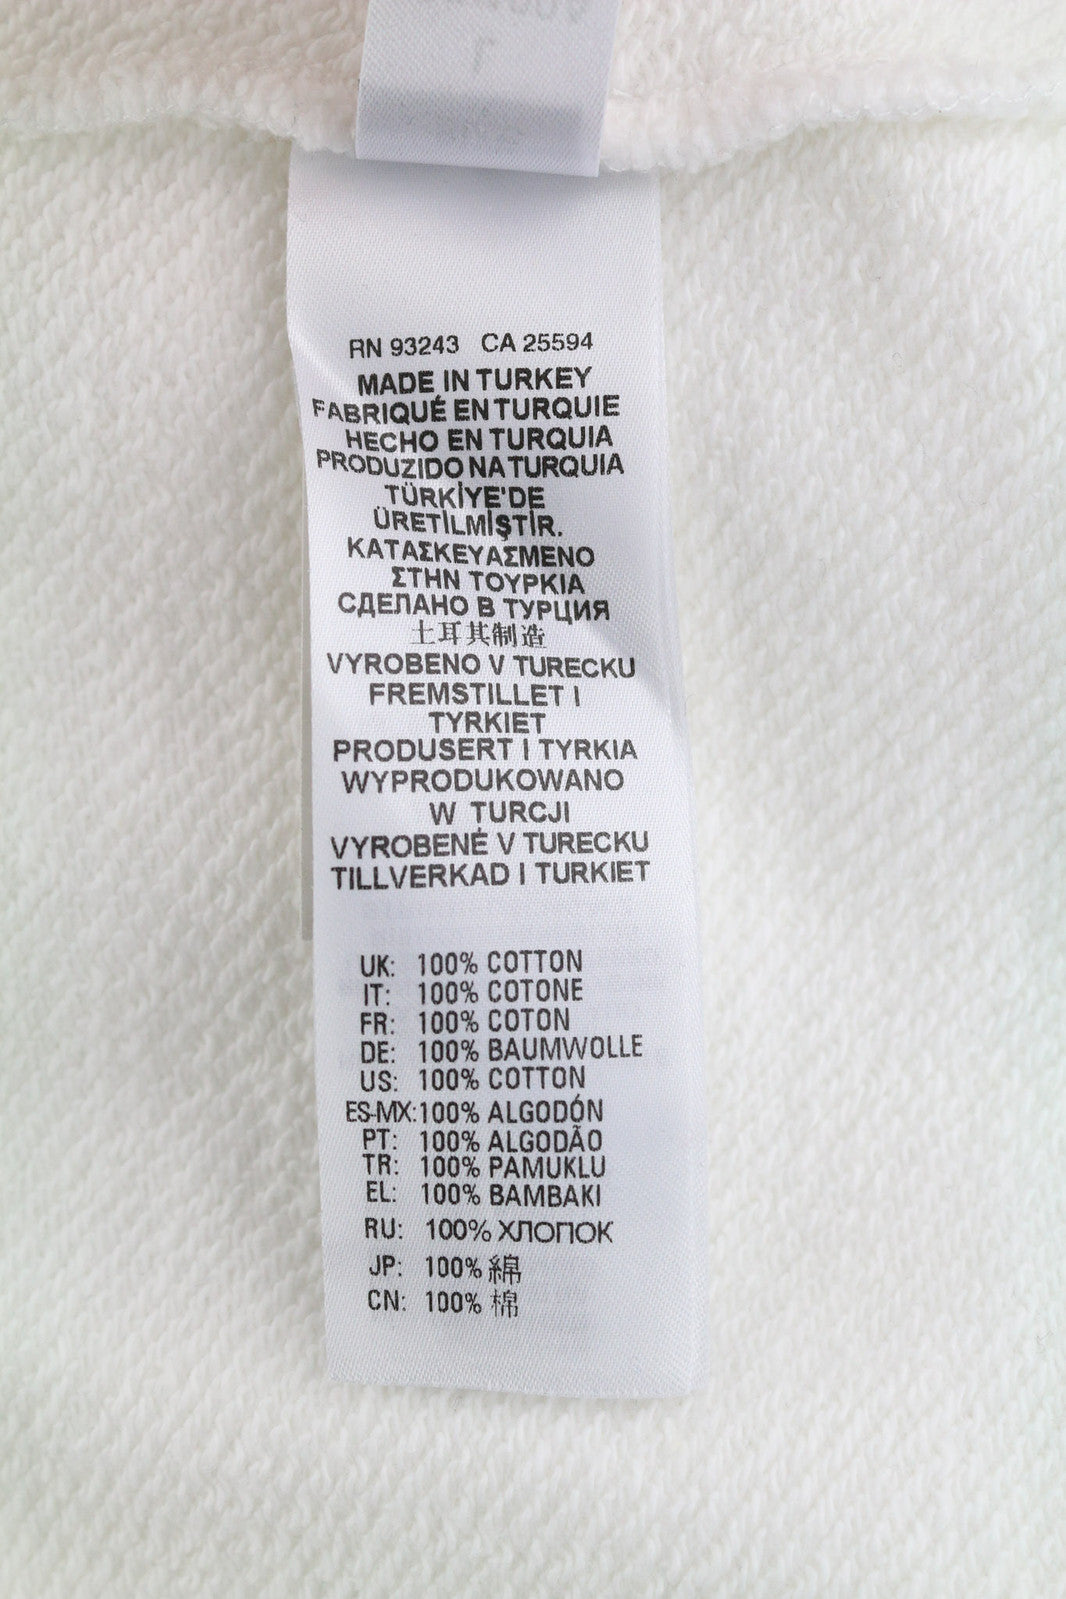 RN 93243 CA 25594
MADE IN TURKEY
FABRIQUÉ EN TURQUIE
HECHO EN TURQUIA
PRODUZIDO NA TURQUIA
TÜRKİYE'DE
ÜRETİLMİŞTİR.
ΚΑΤΑΣΚΕΥΑΣΜΕΝΟ
ΣΤΗΝ ΤΟΥΡΚΙΑ
СДЕЛАНО В ТУРЦИЯ
土耳其制造
VYROBENO V TURECKU
FREMSTILLET I
TYRKIET
PRODUSERT I TYRKIA
WYPRODUKOWANO
W TURCJI
VYROBENÉ V TURECKU
TILLVERKAD I TURKIET
UK: 100% COTTON
IT: 100% COTONE
FR: 100% COTON
DE: 100% BAUMWOLLE
US: 100% COTTON
ES-MX:100% ALGODÓN
PT: 100% ALGODÃO
TR: 100% PAMUKLU
EL: 100% BAMBAKI
RU: 100% ХЛОПОК
JP: 100% 綿
CN: 100% 棉